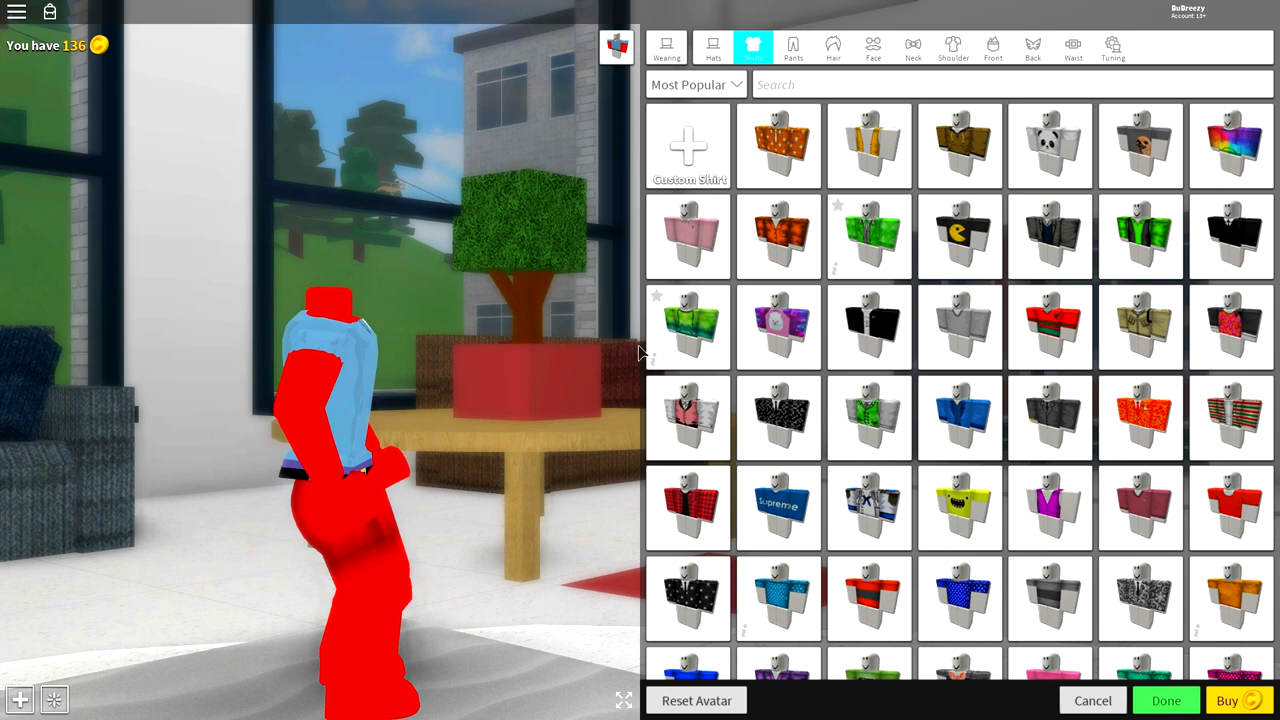 BuBreezy
Account: 13+
You have 136
Wearing
Hats
Shirts
Pants
Hair
Face
Neck
Shoulder
Front
Back
Waist
Tuning
Most Popular
Search
Custom Shirt
Supreme
Reset Avatar
Cancel
Done
Buy